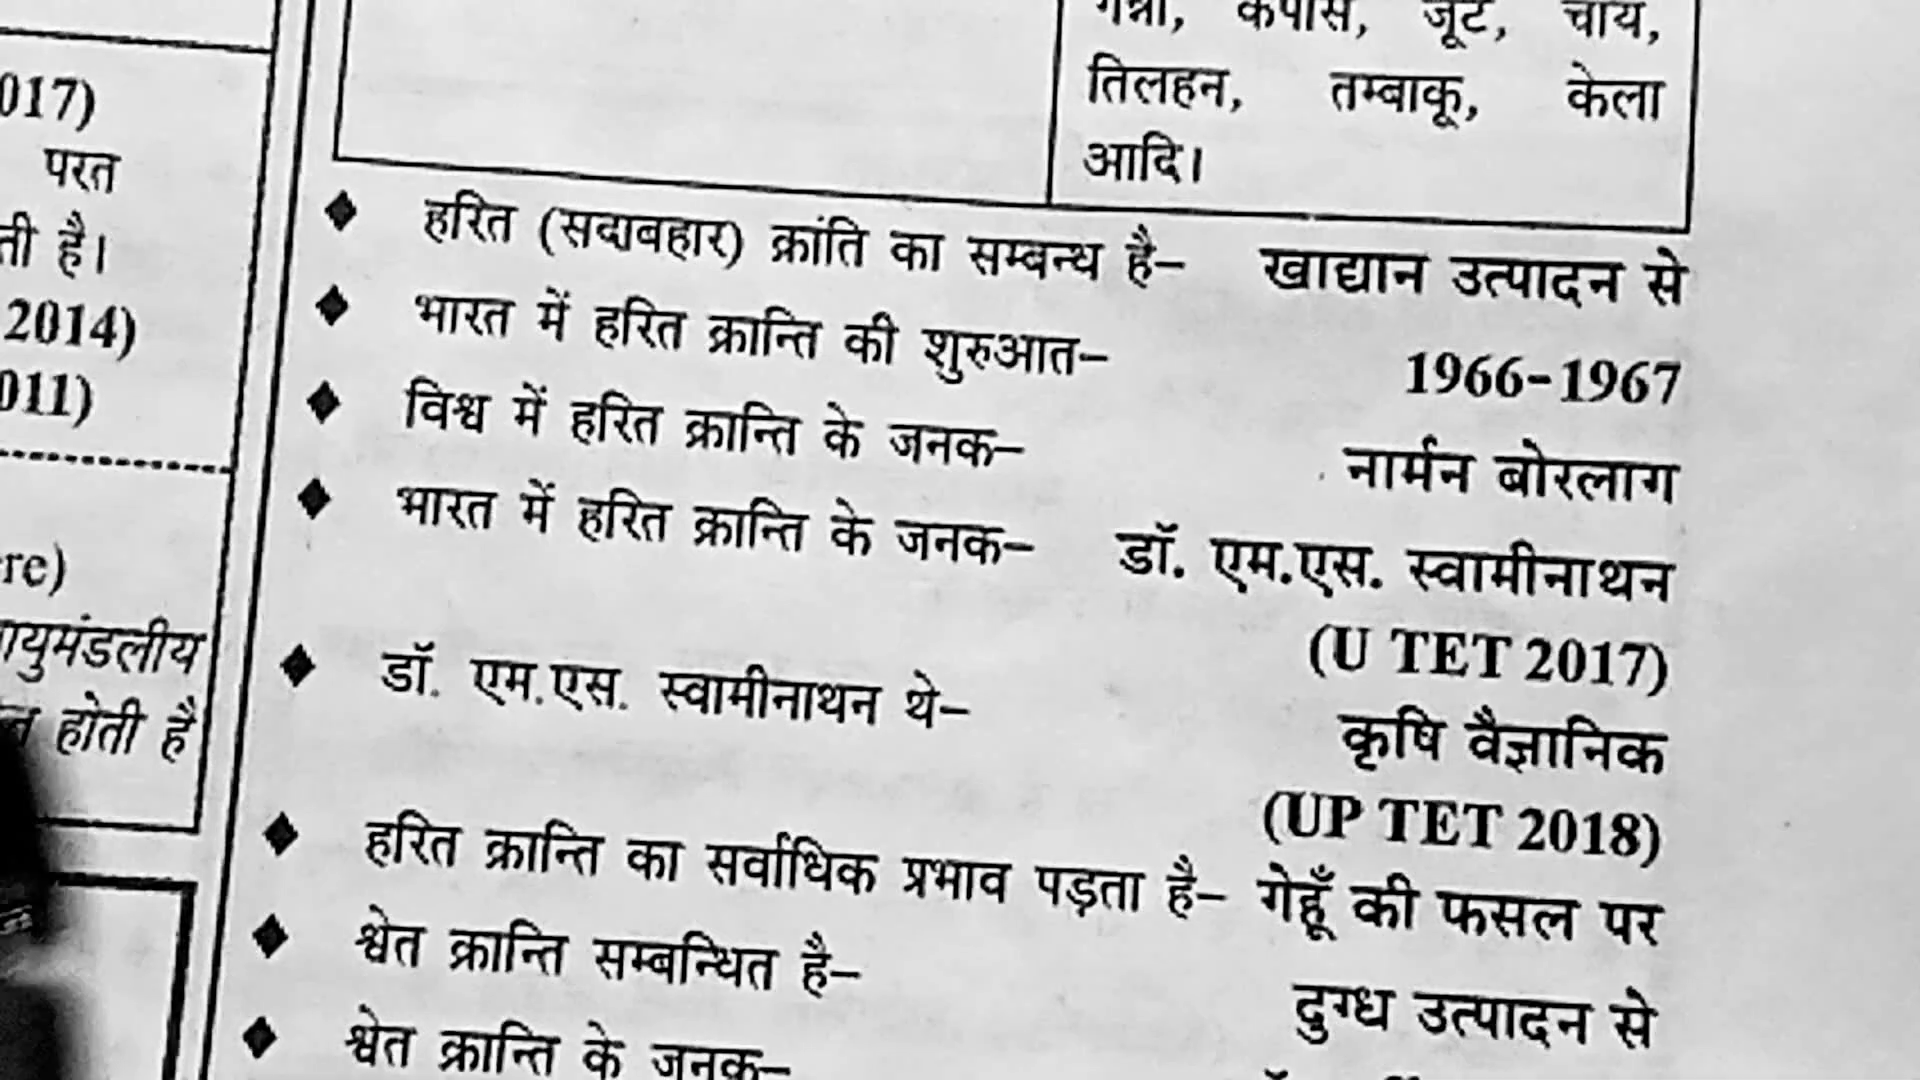 017)
परत
ती है।
2014)
011)
re)
युमंडलीय
होती है
गन्ना, कपास, जूट, चाय,
तिलहन, तम्बाकू, केला
आदि।
◆ हरित (सदाबहार) क्रांति का सम्बन्ध है– खाद्यान उत्पादन से
◆ भारत में हरित क्रान्ति की शुरुआत– 1966-1967
◆ विश्व में हरित क्रान्ति के जनक– नार्मन बोरलाग
◆ भारत में हरित क्रान्ति के जनक– डॉ. एम.एस. स्वामीनाथन
(U TET 2017)
◆ डॉ. एम.एस. स्वामीनाथन थे– कृषि वैज्ञानिक
(UP TET 2018)
◆ हरित क्रान्ति का सर्वाधिक प्रभाव पड़ता है– गेहूँ की फसल पर
◆ श्वेत क्रान्ति सम्बन्धित है– दुग्ध उत्पादन से
◆ श्वेत क्रान्ति के जनक–